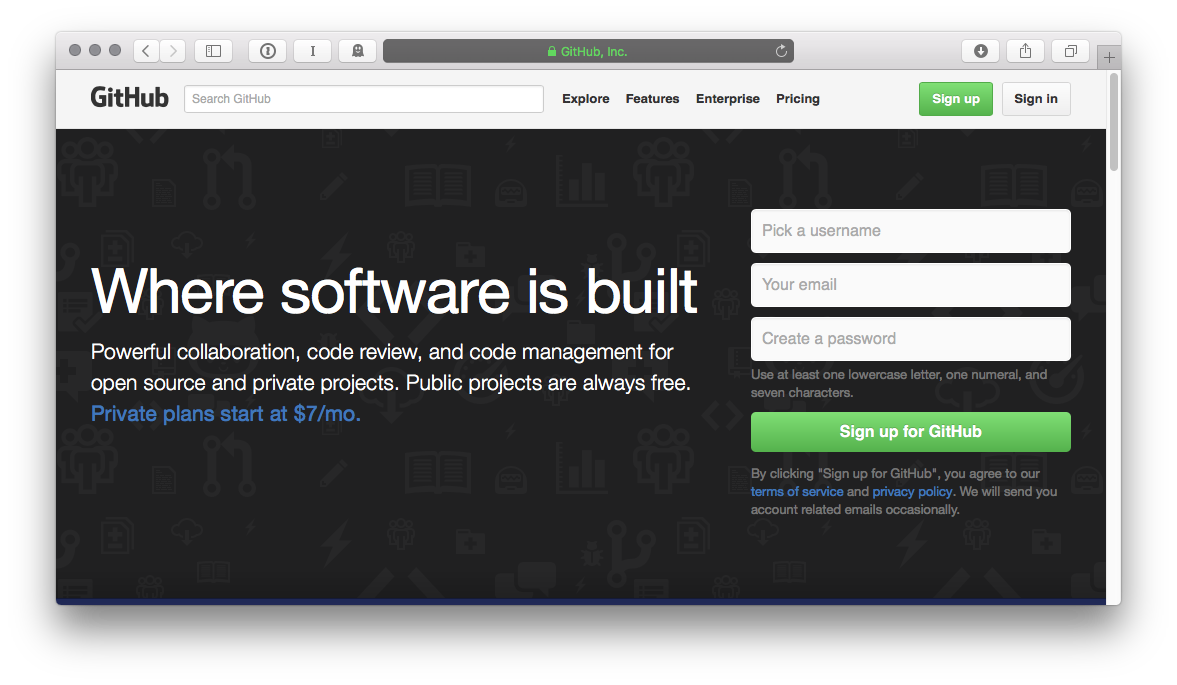 GitHub, Inc.
GitHub
Search GitHub
Explore
Features
Enterprise
Pricing
Sign up
Sign in
Where software is built
Powerful collaboration, code review, and code management for
open source and private projects. Public projects are always free.
Private plans start at $7/mo.
Pick a username
Your email
Create a password
Use at least one lowercase letter, one numeral, and
seven characters.
Sign up for GitHub
By clicking "Sign up for GitHub", you agree to our
terms of service and privacy policy. We will send you
account related emails occasionally.